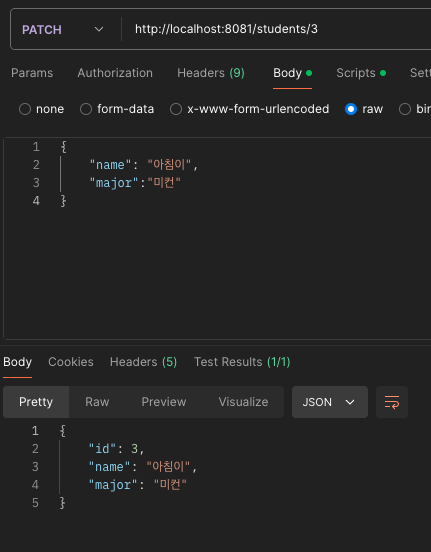 PATCH http://localhost:8081/students/3
Params Authorization Headers (9) Body Scripts Sett
none form-data x-www-form-urlencoded raw bin
1 {
2 "name": "아침이",
3 "major":"미컨"
4 }
Body Cookies Headers (5) Test Results (1/1)
Pretty Raw Preview Visualize JSON
1 {
2 "id": 3,
3 "name": "아침이",
4 "major": "미컨"
5 }